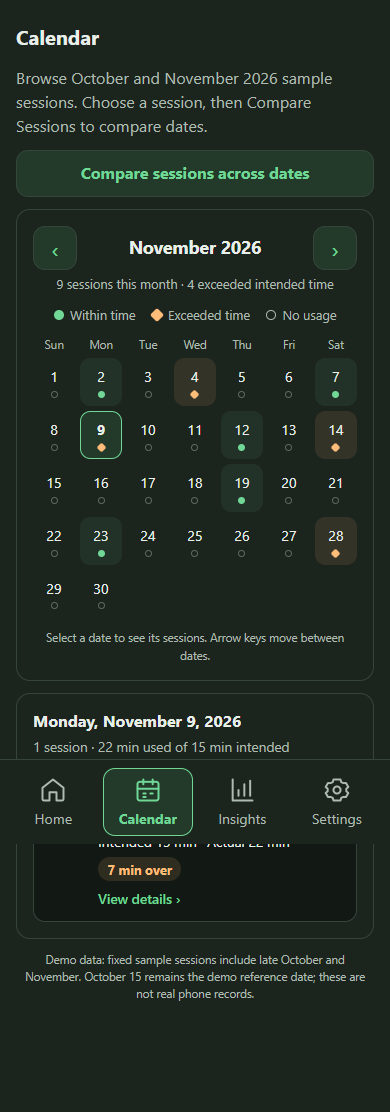 Calendar
Browse October and November 2026 sample
sessions. Choose a session, then Compare
Sessions to compare dates.
Compare sessions across dates
‹ November 2026 ›
9 sessions this month · 4 exceeded intended time
Within time Exceeded time No usage
Sun Mon Tue Wed Thu Fri Sat
1 2 3 4 5 6 7
8 9 10 11 12 13 14
15 16 17 18 19 20 21
22 23 24 25 26 27 28
29 30
Select a date to see its sessions. Arrow keys move between
dates.
Monday, November 9, 2026
1 session · 22 min used of 15 min intended
Home Calendar Insights Settings
Intended 15 min · Actual 22 min
7 min over
View details ›
Demo data: fixed sample sessions include late October and
November. October 15 remains the demo reference date; these are
not real phone records.